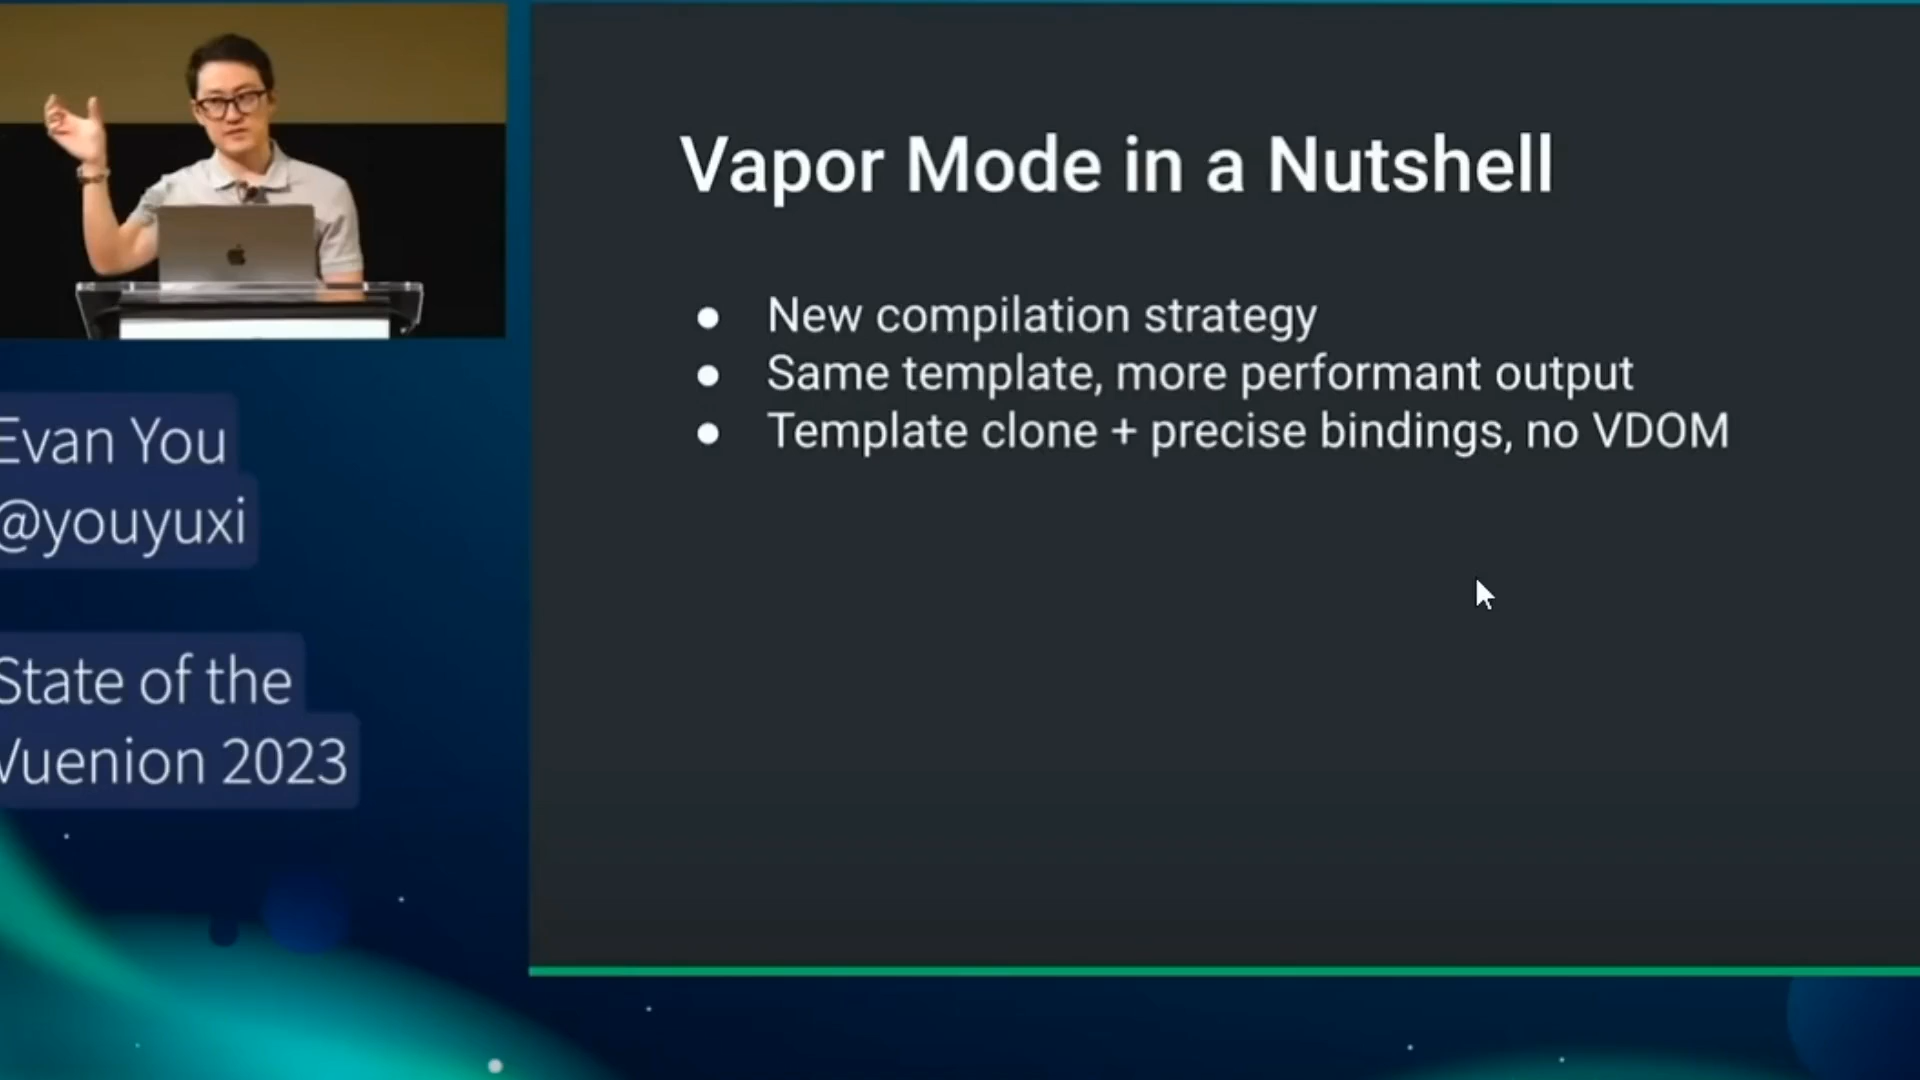 Vapor Mode in a Nutshell
● New compilation strategy
● Same template, more performant output
● Template clone + precise bindings, no VDOM
Evan You
@youyuxi
State of the
Vuenion 2023